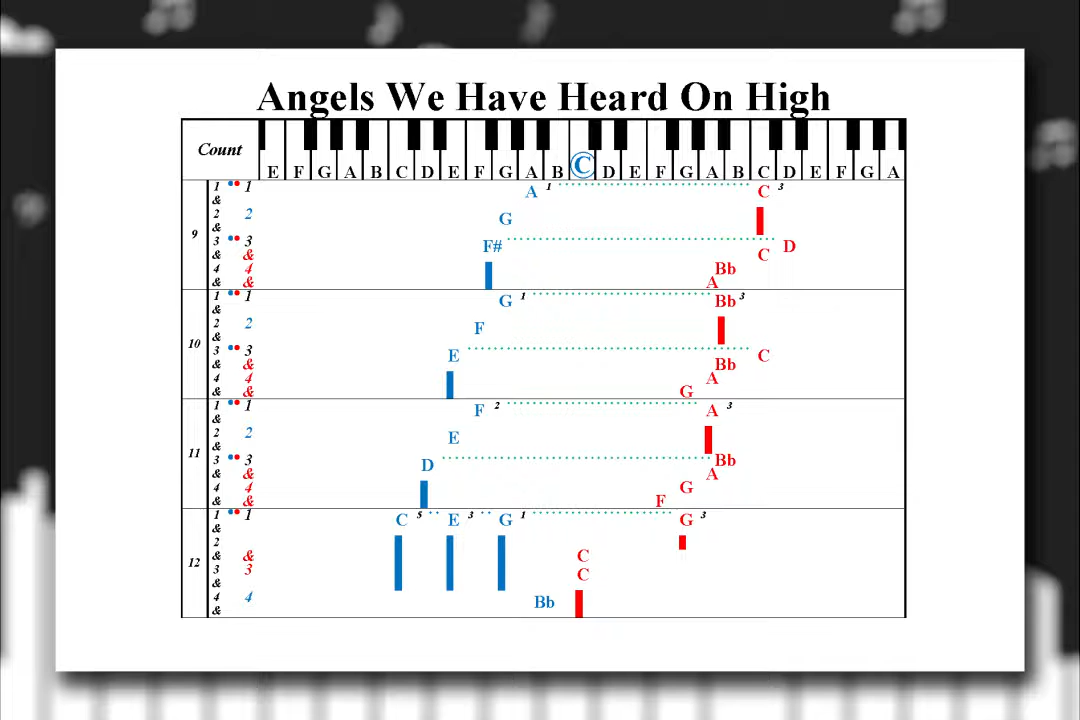 Angels We Have Heard On High
Count
E F G A B C D E F G A B C D E F G A B C D E F G A
1 1 A 1 C 3
&
2 2 G
&
9
3 3 F# D
& & C
4 4 Bb
& & A
1 1 G 1 Bb 3
&
2 2 F
&
10
3 3 E C
& & Bb
4 4 A
& & G
1 1 F 2 A 3
&
2 2 E
&
11
3 3 D Bb
& & A
4 4 G
& & F
1 1 C 5 E 3 G 1 G 3
&
2
& & C
12
3 3 C
&
4 4 Bb
&